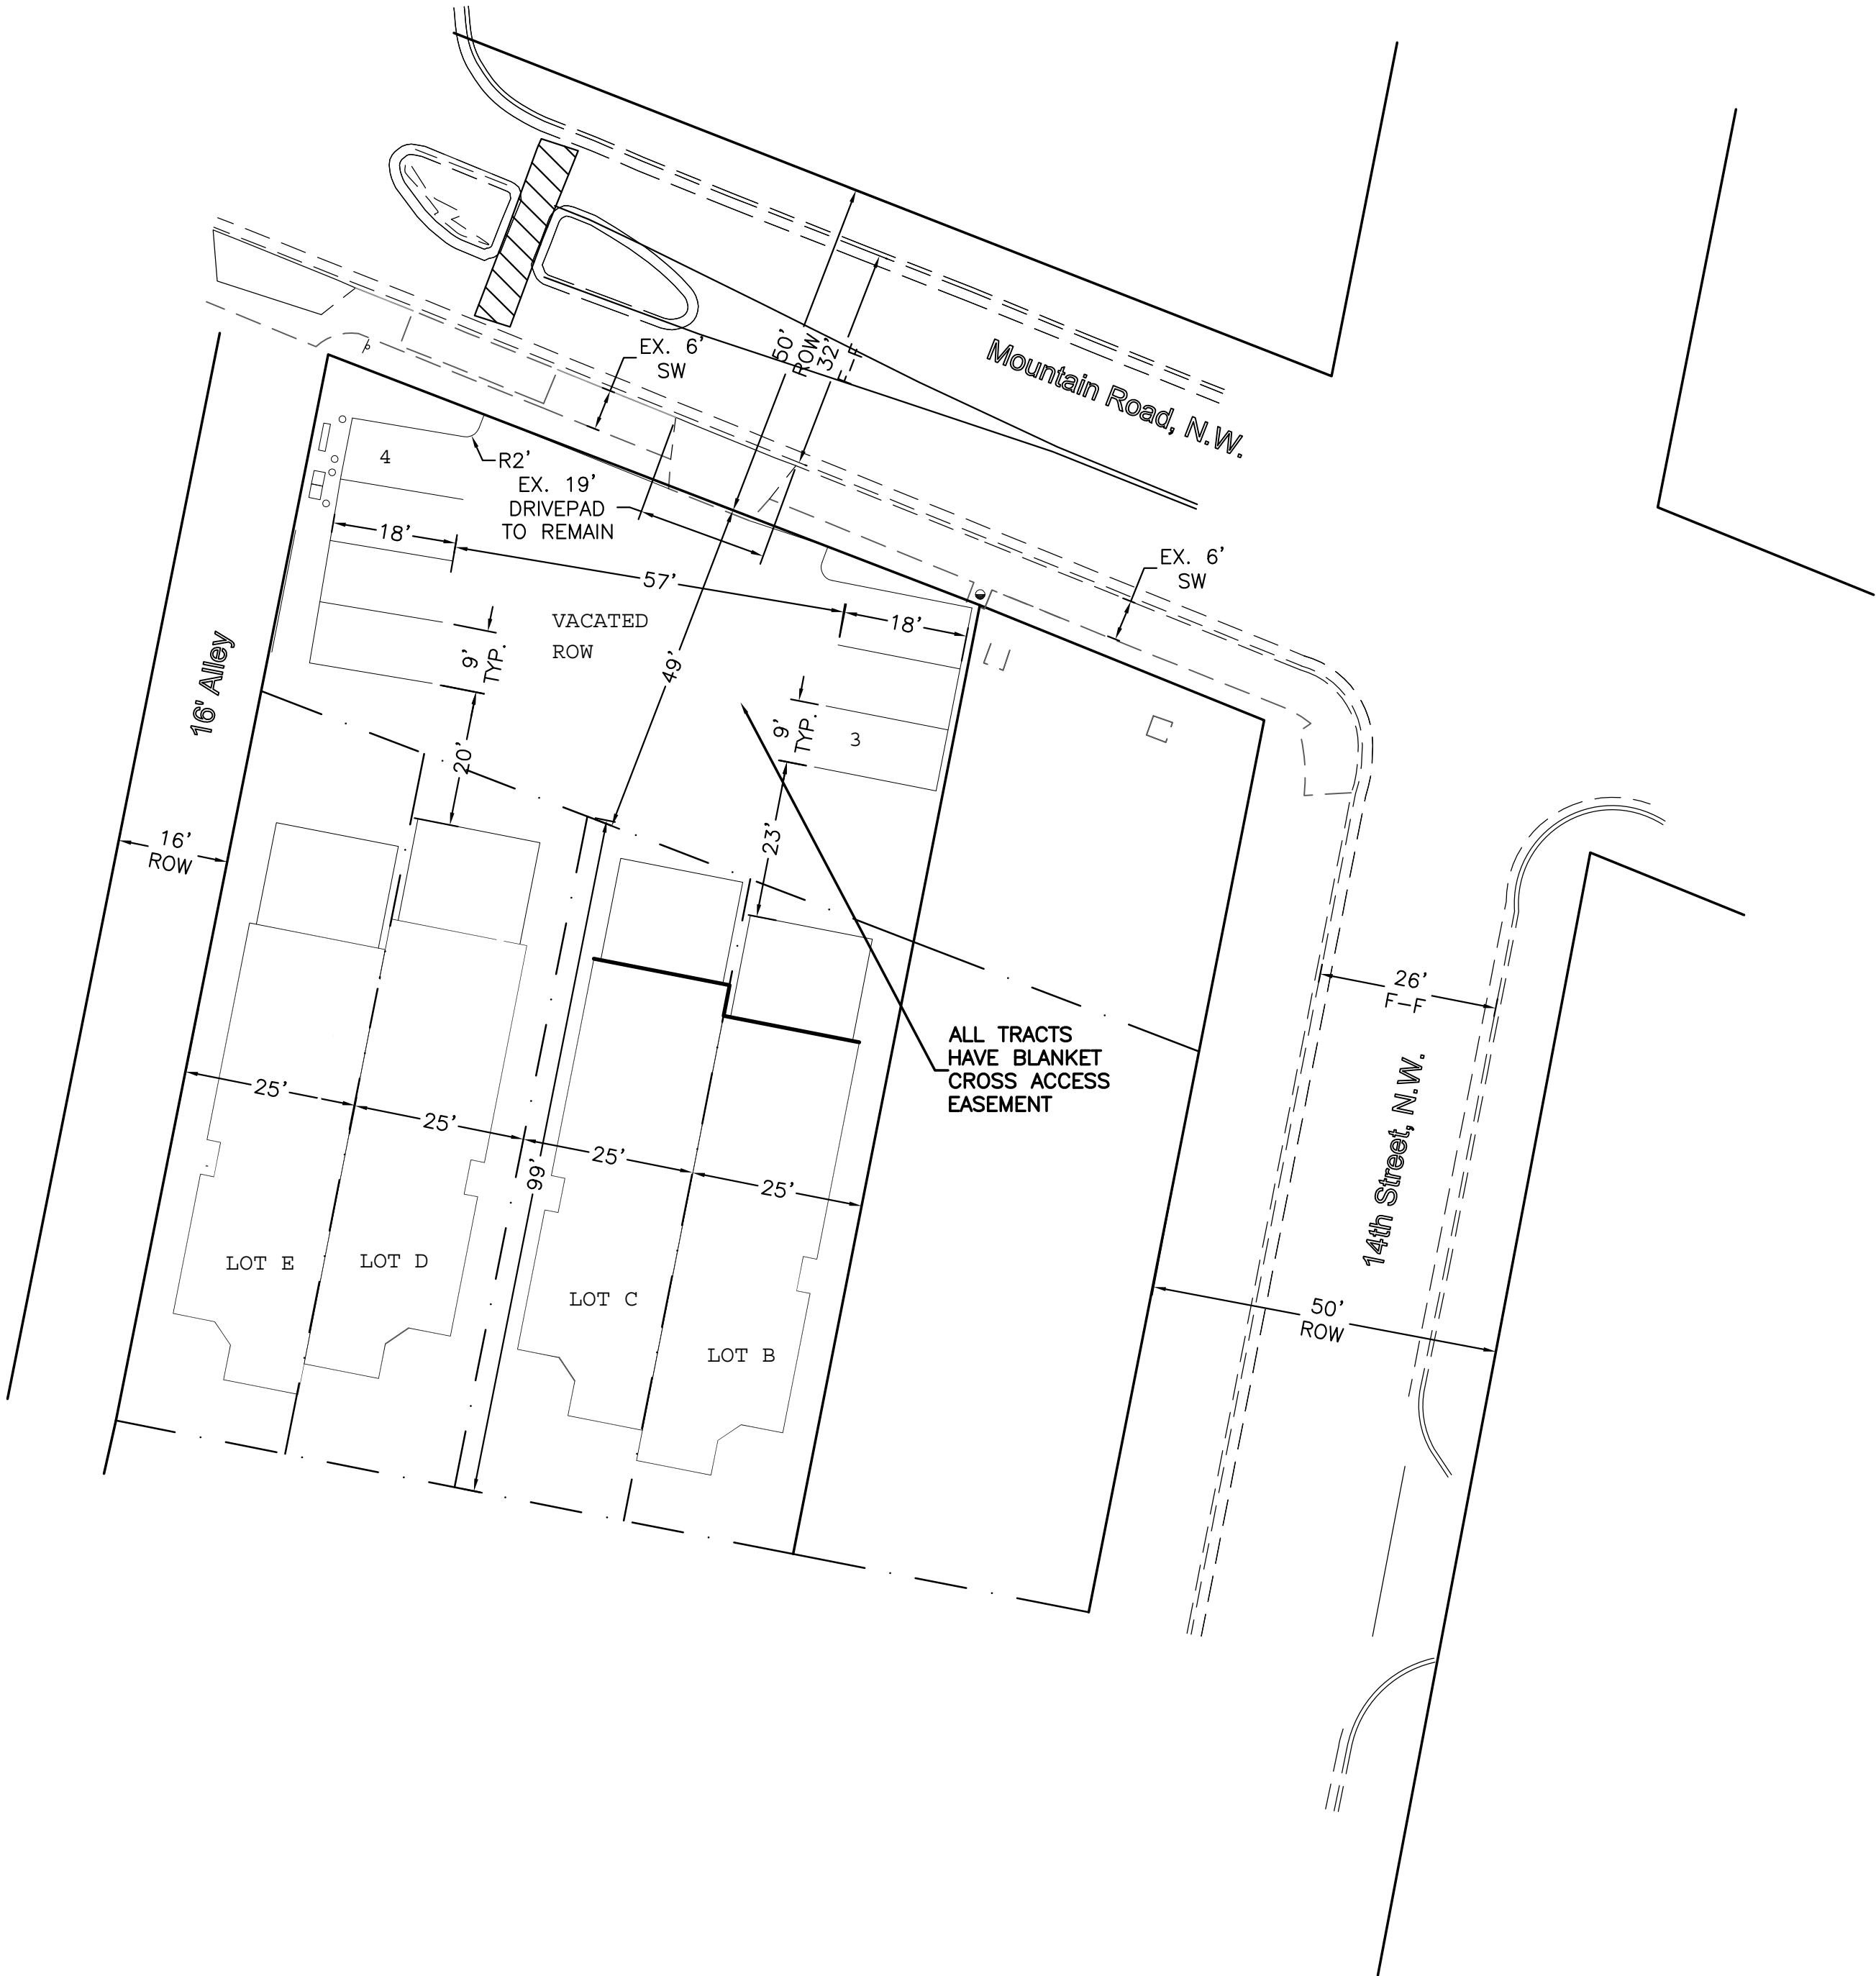 EX. 6'
SW
50'
ROW
32'
F-F
Mountain Road, N.W.
4
R2'
EX. 19'
DRIVEPAD
TO REMAIN
18'
57'
18'
EX. 6'
SW
VACATED
ROW
16' Alley
9'
TYP.
49'
9'
TYP.
3
20'
23'
16'
ROW
26'
F-F
ALL TRACTS
HAVE BLANKET
CROSS ACCESS
EASEMENT
25'
25'
25'
25'
99'
14th Street, N.W.
LOT E
LOT D
LOT C
LOT B
50'
ROW